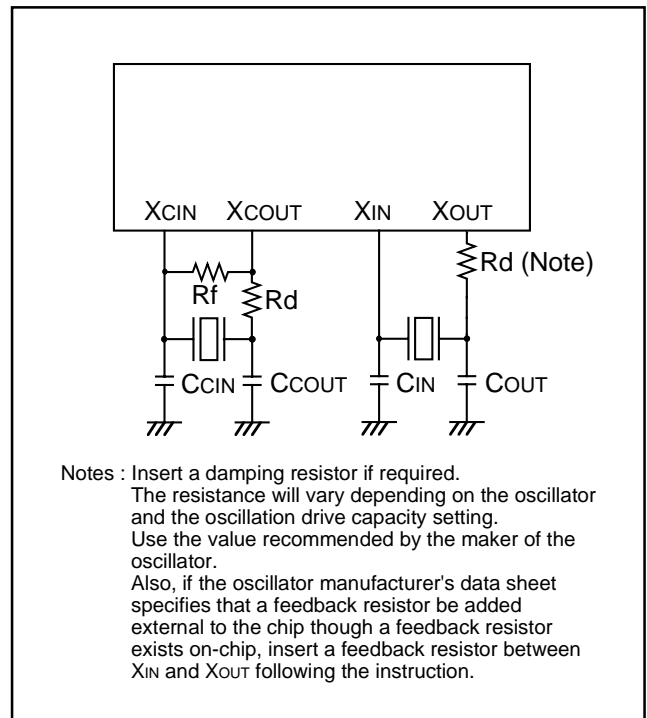 XCIN XCOUT XIN XOUT
Rd (Note)
Rf
Rd
CCIN CCOUT CIN COUT
Notes : Insert a damping resistor if required.
The resistance will vary depending on the oscillator
and the oscillation drive capacity setting.
Use the value recommended by the maker of the
oscillator.
Also, if the oscillator manufacturer's data sheet
specifies that a feedback resistor be added
external to the chip though a feedback resistor
exists on-chip, insert a feedback resistor between
XIN and XOUT following the instruction.